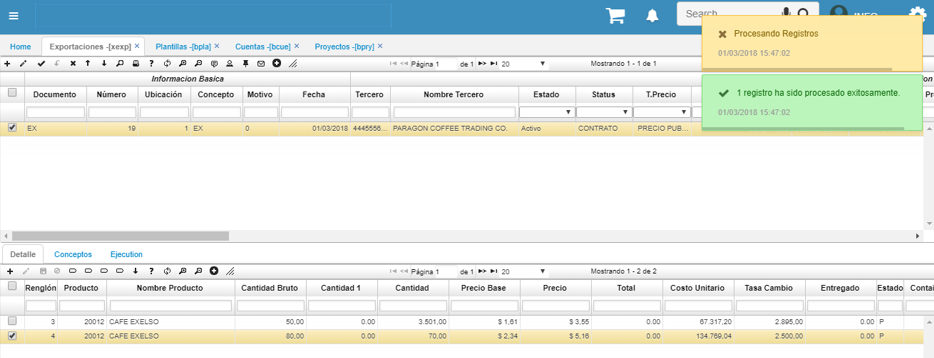 Search
INFO
Procesando Registros
01/03/2018 15:47:02
1 registro ha sido procesado exitosamente.
01/03/2018 15:47:02
Home
Exportaciones -[xexp] ×
Plantillas -[bpla] ×
Cuentas -[bcue] ×
Proyectos -[bpry] ×
Página 1 de 1 20 Mostrando 1 - 1 de 1
Informacion Basica
Documento Número Ubicación Concepto Motivo Fecha Tercero Nombre Tercero Estado Status T.Precio
EX 19 1 EX 0 01/03/2018 4445556... PARAGON COFFEE TRADING CO. Activo CONTRATO PRECIO PUB...
Detalle Conceptos Ejecution
Página 1 de 1 20 Mostrando 1 - 2 de 2
Renglón Producto Nombre Producto Cantidad Bruto Cantidad 1 Cantidad Precio Base Precio Total Costo Unitario Tasa Cambio Entregado Estado Contai
3 20012 CAFE EXELSO 50,00 0.00 3.501,00 $ 1,61 $ 3,55 0.00 67.317,20 2.895,00 0.00 P
4 20012 CAFE EXELSO 80,00 0.00 70,00 $ 2,34 $ 5,16 0.00 134.769,04 2.500,00 0.00 P